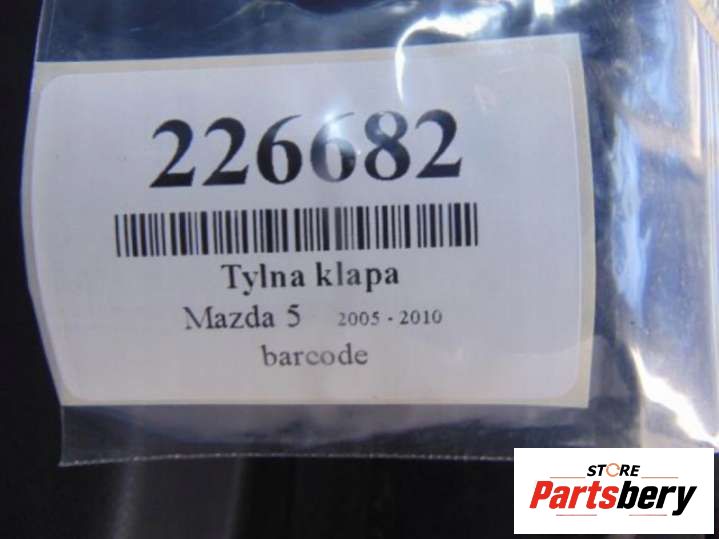 226682
Tylna klapa
Mazda 5 2005 - 2010
barcode
STORE
Partsbery